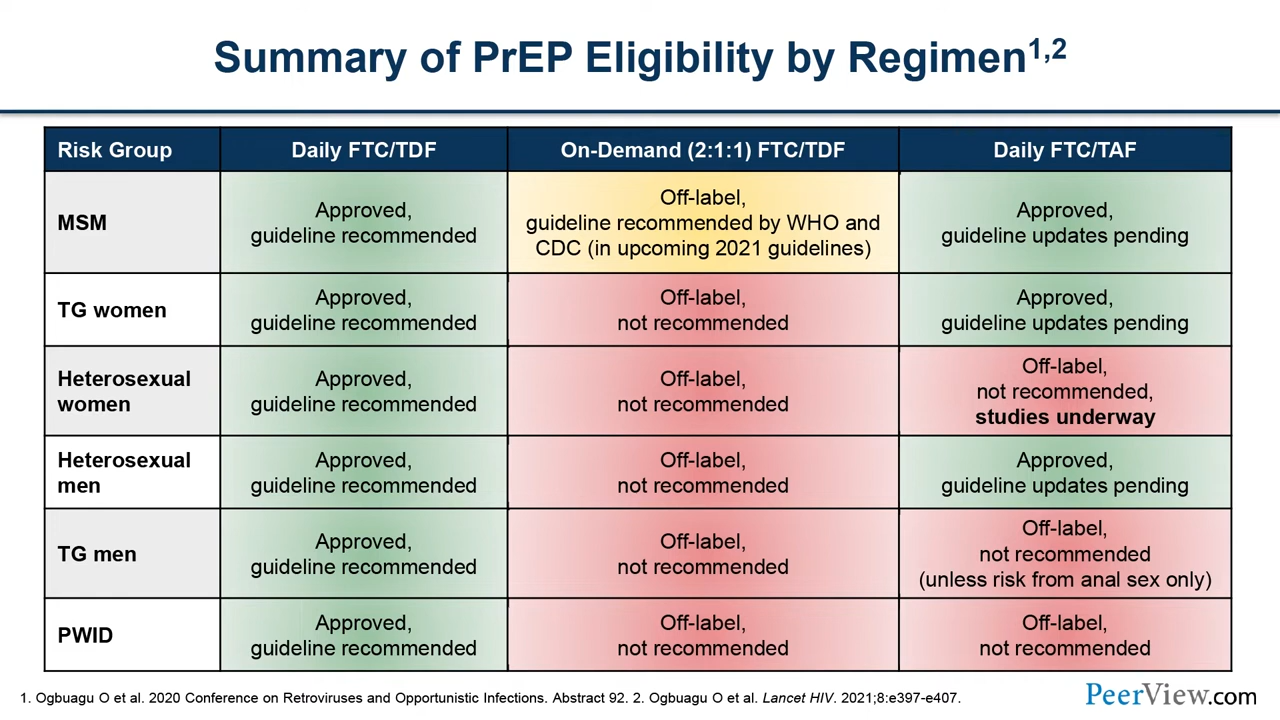 Summary of PrEP Eligibility by Regimen1,2
Risk Group
Daily FTC/TDF
On-Demand (2:1:1) FTC/TDF
Daily FTC/TAF
MSM
Approved,
guideline recommended
Off-label,
guideline recommended by WHO and
CDC (in upcoming 2021 guidelines)
Approved,
guideline updates pending
TG women
Approved,
guideline recommended
Off-label,
not recommended
Approved,
guideline updates pending
Heterosexual
women
Approved,
guideline recommended
Off-label,
not recommended
Off-label,
not recommended,
studies underway
Heterosexual
men
Approved,
guideline recommended
Off-label,
not recommended
Approved,
guideline updates pending
TG men
Approved,
guideline recommended
Off-label,
not recommended
Off-label,
not recommended
(unless risk from anal sex only)
PWID
Approved,
guideline recommended
Off-label,
not recommended
Off-label,
not recommended
1. Ogbuagu O et al. 2020 Conference on Retroviruses and Opportunistic Infections. Abstract 92. 2. Ogbuagu O et al. Lancet HIV. 2021;8:e397-e407.
PeerView.com